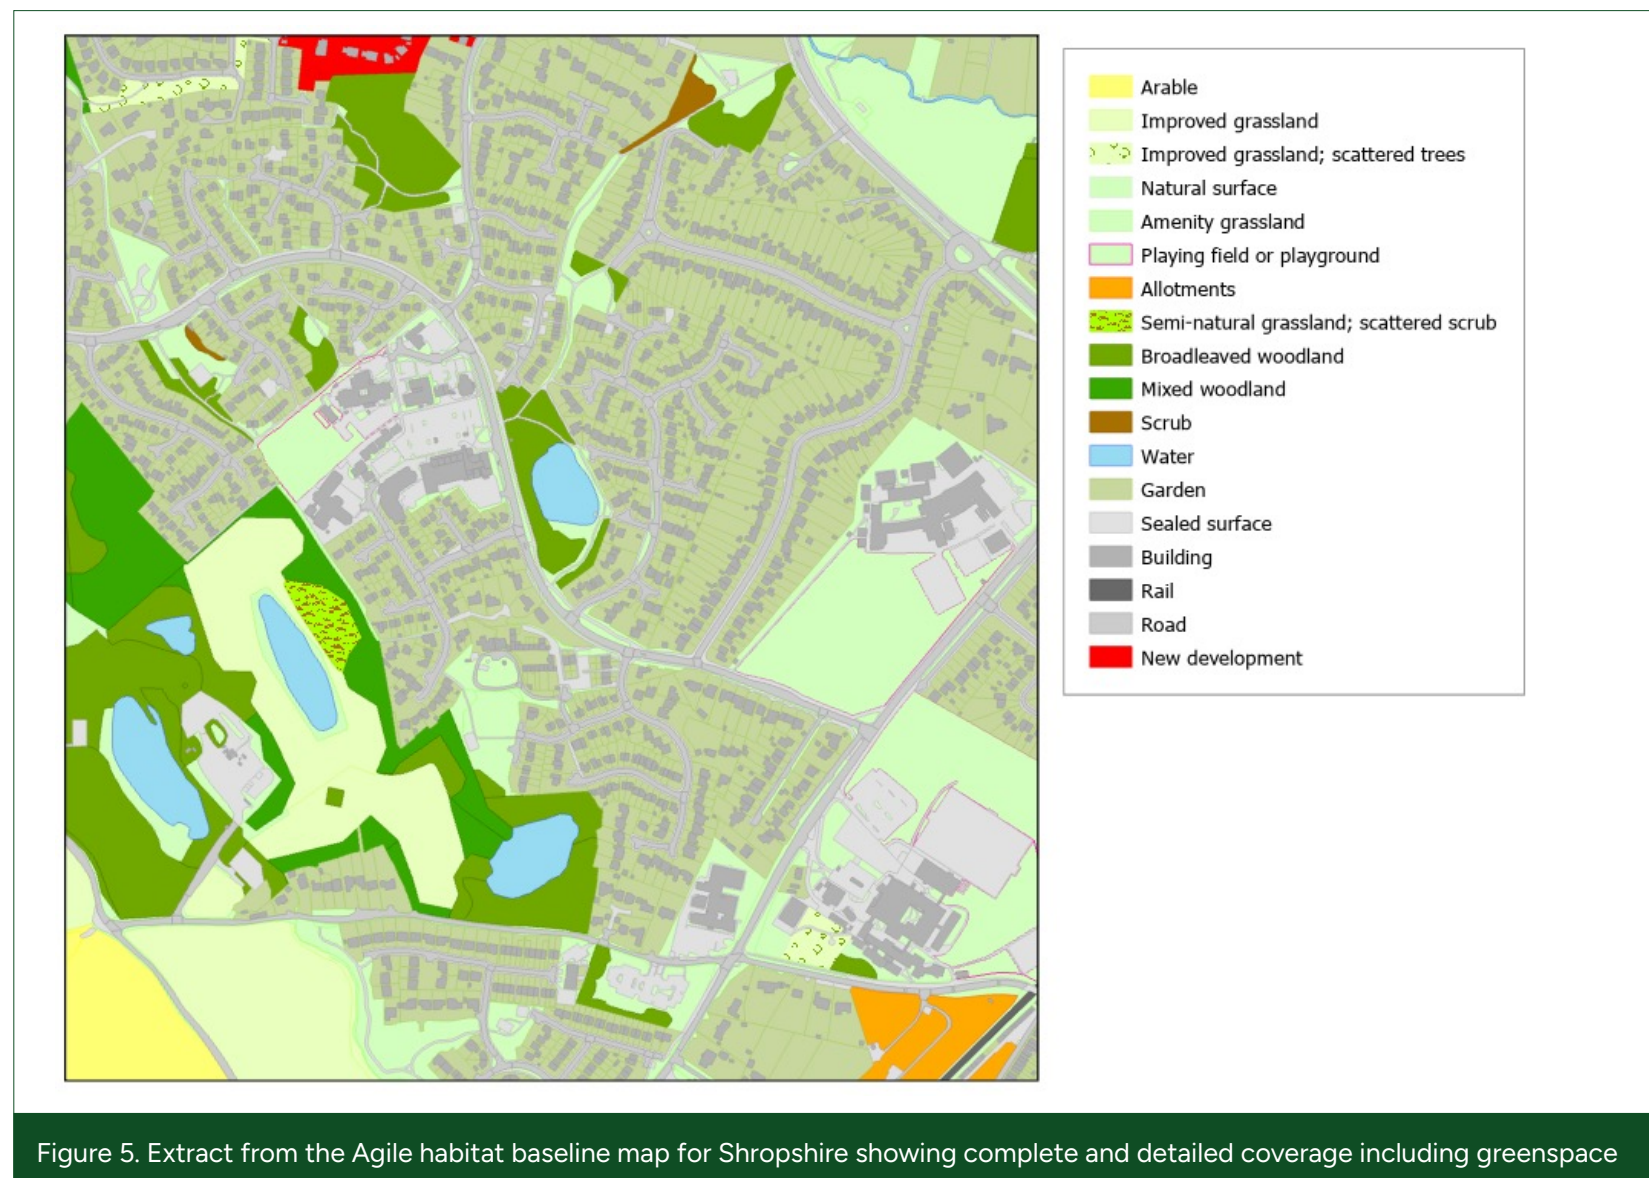 Arable
Improved grassland
Improved grassland; scattered trees
Natural surface
Amenity grassland
Playing field or playground
Allotments
Semi-natural grassland; scattered scrub
Broadleaved woodland
Mixed woodland
Scrub
Water
Garden
Sealed surface
Building
Rail
Road
New development
Figure 5. Extract from the Agile habitat baseline map for Shropshire showing complete and detailed coverage including greenspace